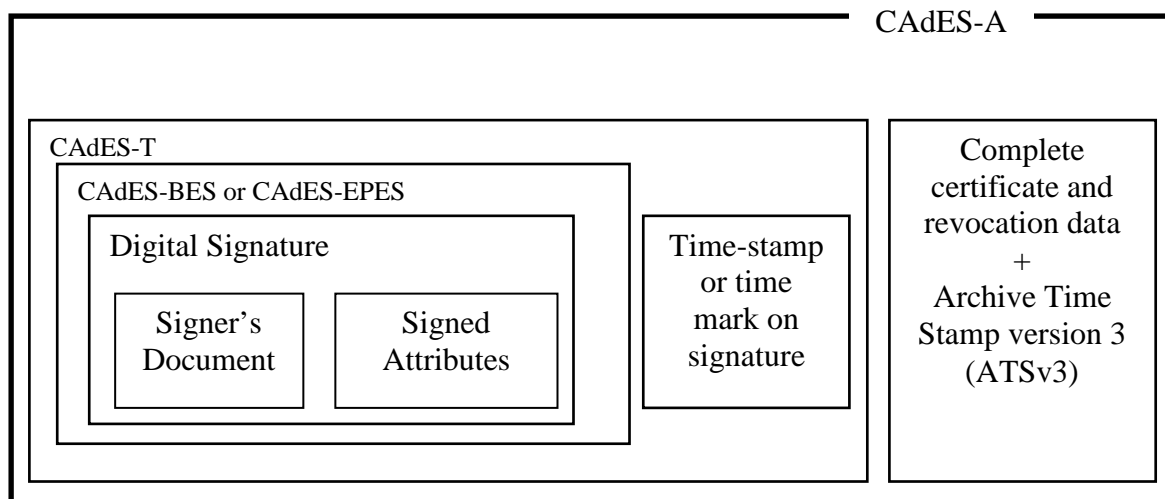 CAdES-A
CAdES-T
CAdES-BES or CAdES-EPES
Digital Signature
Signer’s
Document
Signed
Attributes
Time-stamp
or time
mark on
signature
Complete
certificate and
revocation data
+
Archive Time
Stamp version 3
(ATSv3)